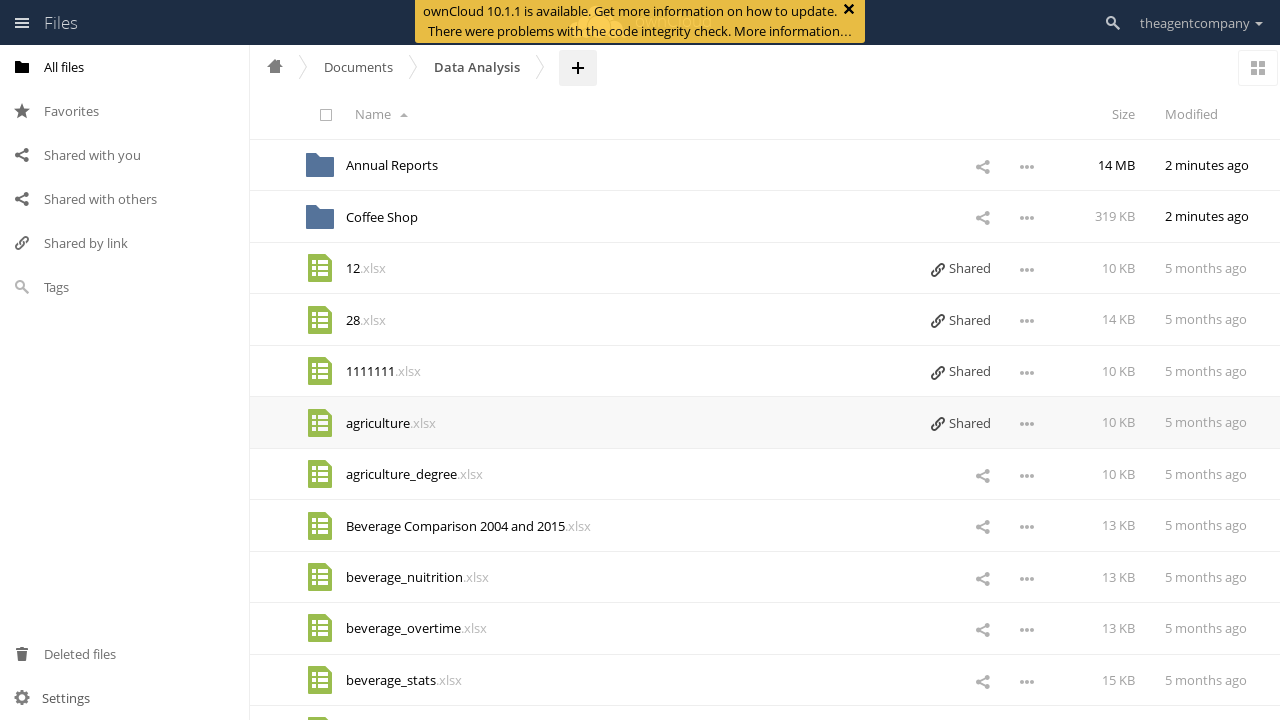 Files
ownCloud 10.1.1 is available. Get more information on how to update.
There were problems with the code integrity check. More information…
theagentcompany
All files
Favorites
Shared with you
Shared with others
Shared by link
Tags
Deleted files
Settings
Documents
Data Analysis
Name
Size
Modified
Annual Reports 14 MB 2 minutes ago
Coffee Shop 319 KB 2 minutes ago
12.xlsx Shared 10 KB 5 months ago
28.xlsx Shared 14 KB 5 months ago
1111111.xlsx Shared 10 KB 5 months ago
agriculture.xlsx Shared 10 KB 5 months ago
agriculture_degree.xlsx 10 KB 5 months ago
Beverage Comparison 2004 and 2015.xlsx 13 KB 5 months ago
beverage_nuitrition.xlsx 13 KB 5 months ago
beverage_overtime.xlsx 13 KB 5 months ago
beverage_stats.xlsx 15 KB 5 months ago